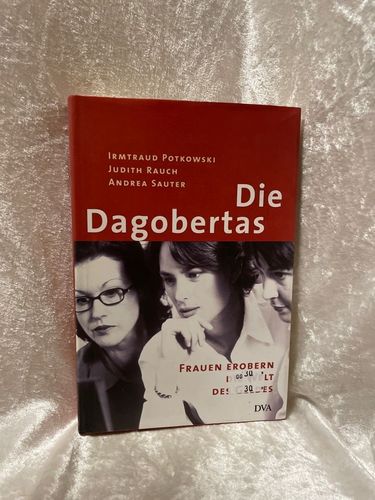 IRMTRAUD POTKOWSKI
JUDITH RAUCH
ANDREA SAUTER
Die
Dagobertas
FRAUEN EROBERN
DES
DVA